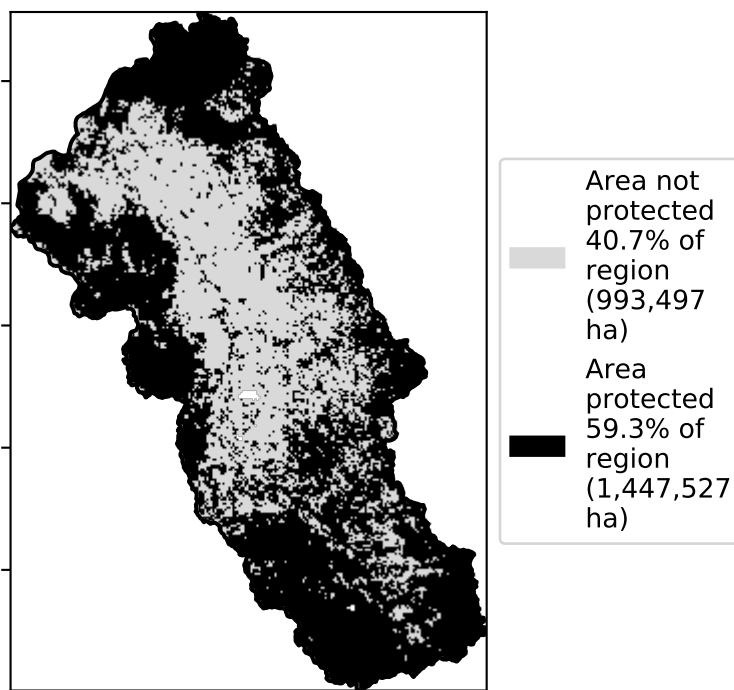 Area not
protected
40.7% of
region
(993,497
ha)
Area
protected
59.3% of
region
(1,447,527
ha)